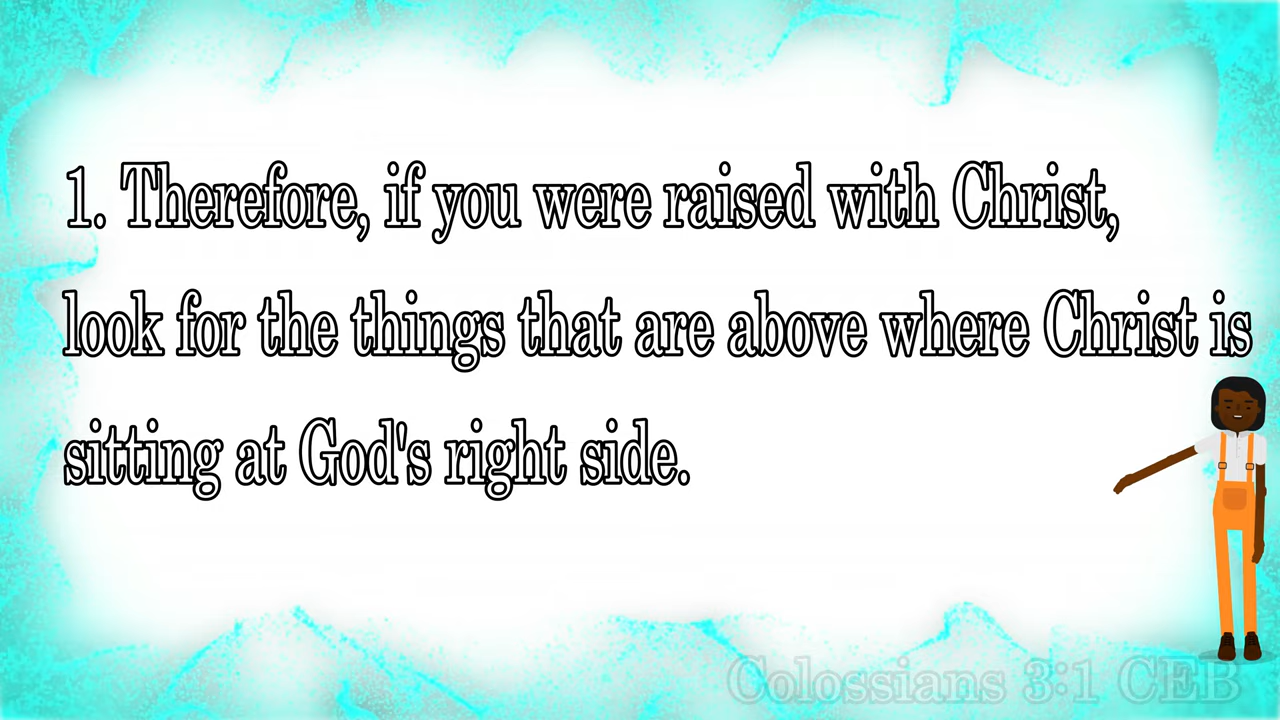 1. Therefore, if you were raised with Christ,
look for the things that are above where Christ is
sitting at God's right side.
Colossians 3:1 CEB